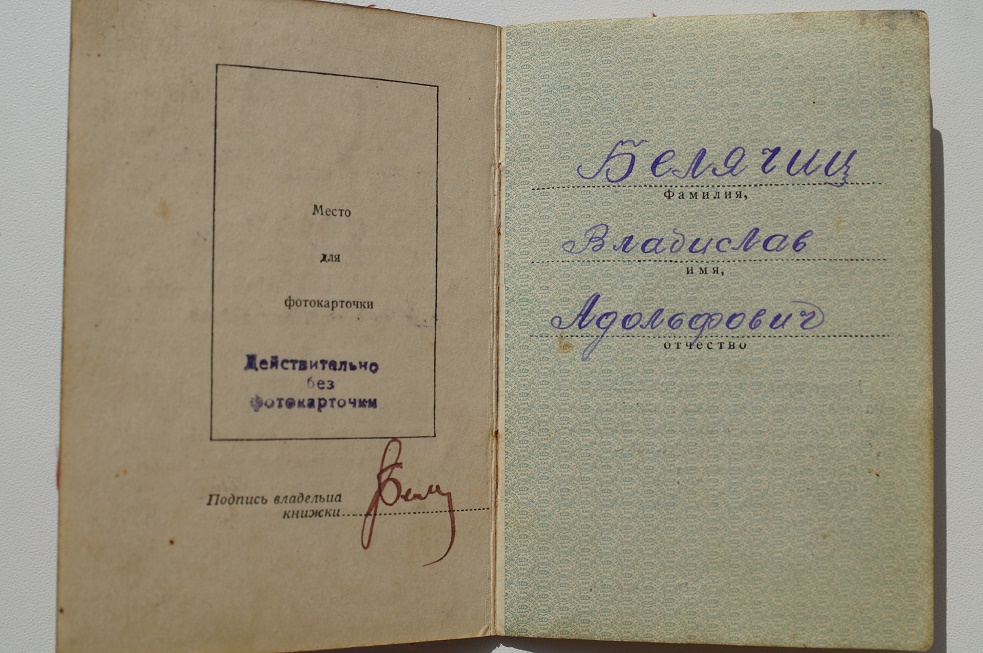 Место
для
фотокарточки
Действительно
без
фотокарточки
Подпись владельца
книжки
Белячиц
Фамилия,
Владислав
имя,
Адольфович
отчество